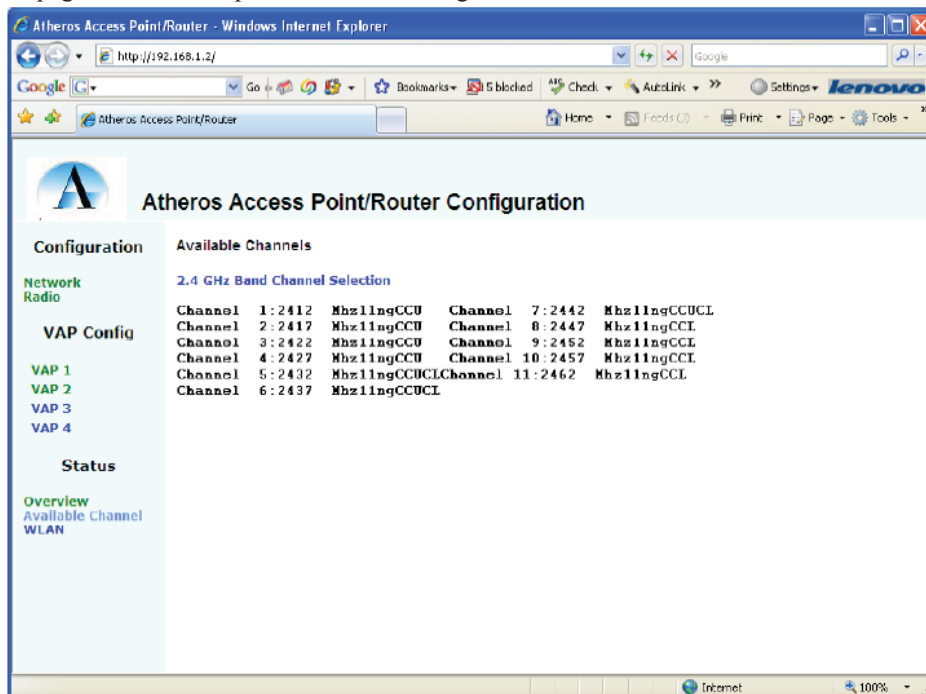 Atheros Access Point/Router - Windows Internet Explorer
http://192.168.1.2/
Google
Google
G
Go
Bookmarks
5 blocked
Check
AutoLink
Settings
lenovo
Atheros Access Point/Router
Home
Feeds (J)
Print
Page
Tools
A
Atheros Access Point/Router Configuration
Configuration
Network
Radio
VAP Config
VAP 1
VAP 2
VAP 3
VAP 4
Status
Overview
Available Channel
WLAN
Available Channels
2.4 GHz Band Channel Selection
Channel 1:2412 Mhz11ngCCU Channel 7:2442 Mhz11ngCCUCL
Channel 2:2417 Mhz11ngCCU Channel 8:2447 Mhz11ngCCL
Channel 3:2422 Mhz11ngCCU Channel 9:2452 Mhz11ngCCL
Channel 4:2427 Mhz11ngCCU Channel 10:2457 Mhz11ngCCL
Channel 5:2432 Mhz11ngCCUCLChannel 11:2462 Mhz11ngCCL
Channel 6:2437 Mhz11ngCCUCL
Internet
100%